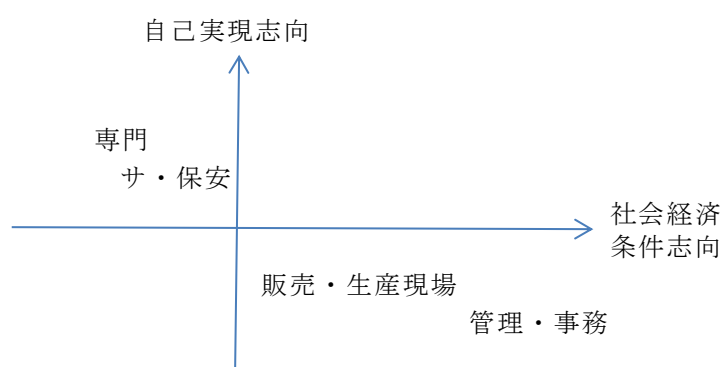 自己実現志向
専門
サ・保安
社会経済
条件志向
販売・生産現場
管理・事務